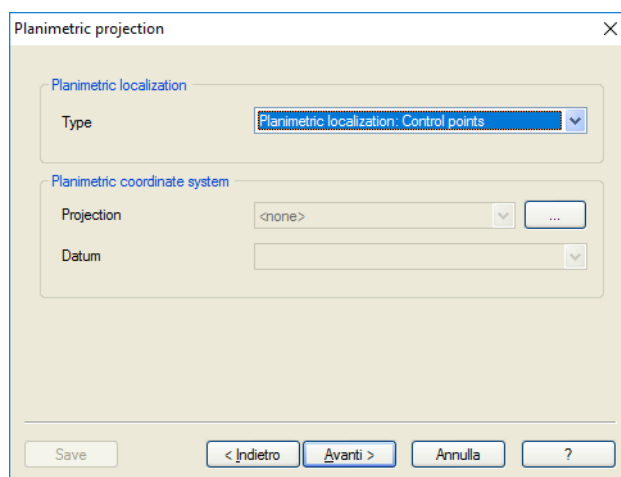 Planimetric projection
Planimetric localization
Type
Planimetric localization: Control points
Planimetric coordinate system
Projection
<none>
...
Datum
Save
< Indietro
Avanti >
Annulla
?